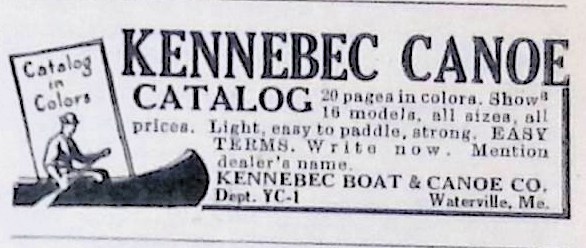 Catalog
in
Colors
KENNEBEC CANOE
CATALOG 20 pages in colors. Shows
16 models, all sizes, all
prices. Light, easy to paddle, strong. EASY
TERMS. Write now. Mention
dealer's name.
KENNEBEC BOAT & CANOE CO.
Dept. YC-1 Waterville, Me.